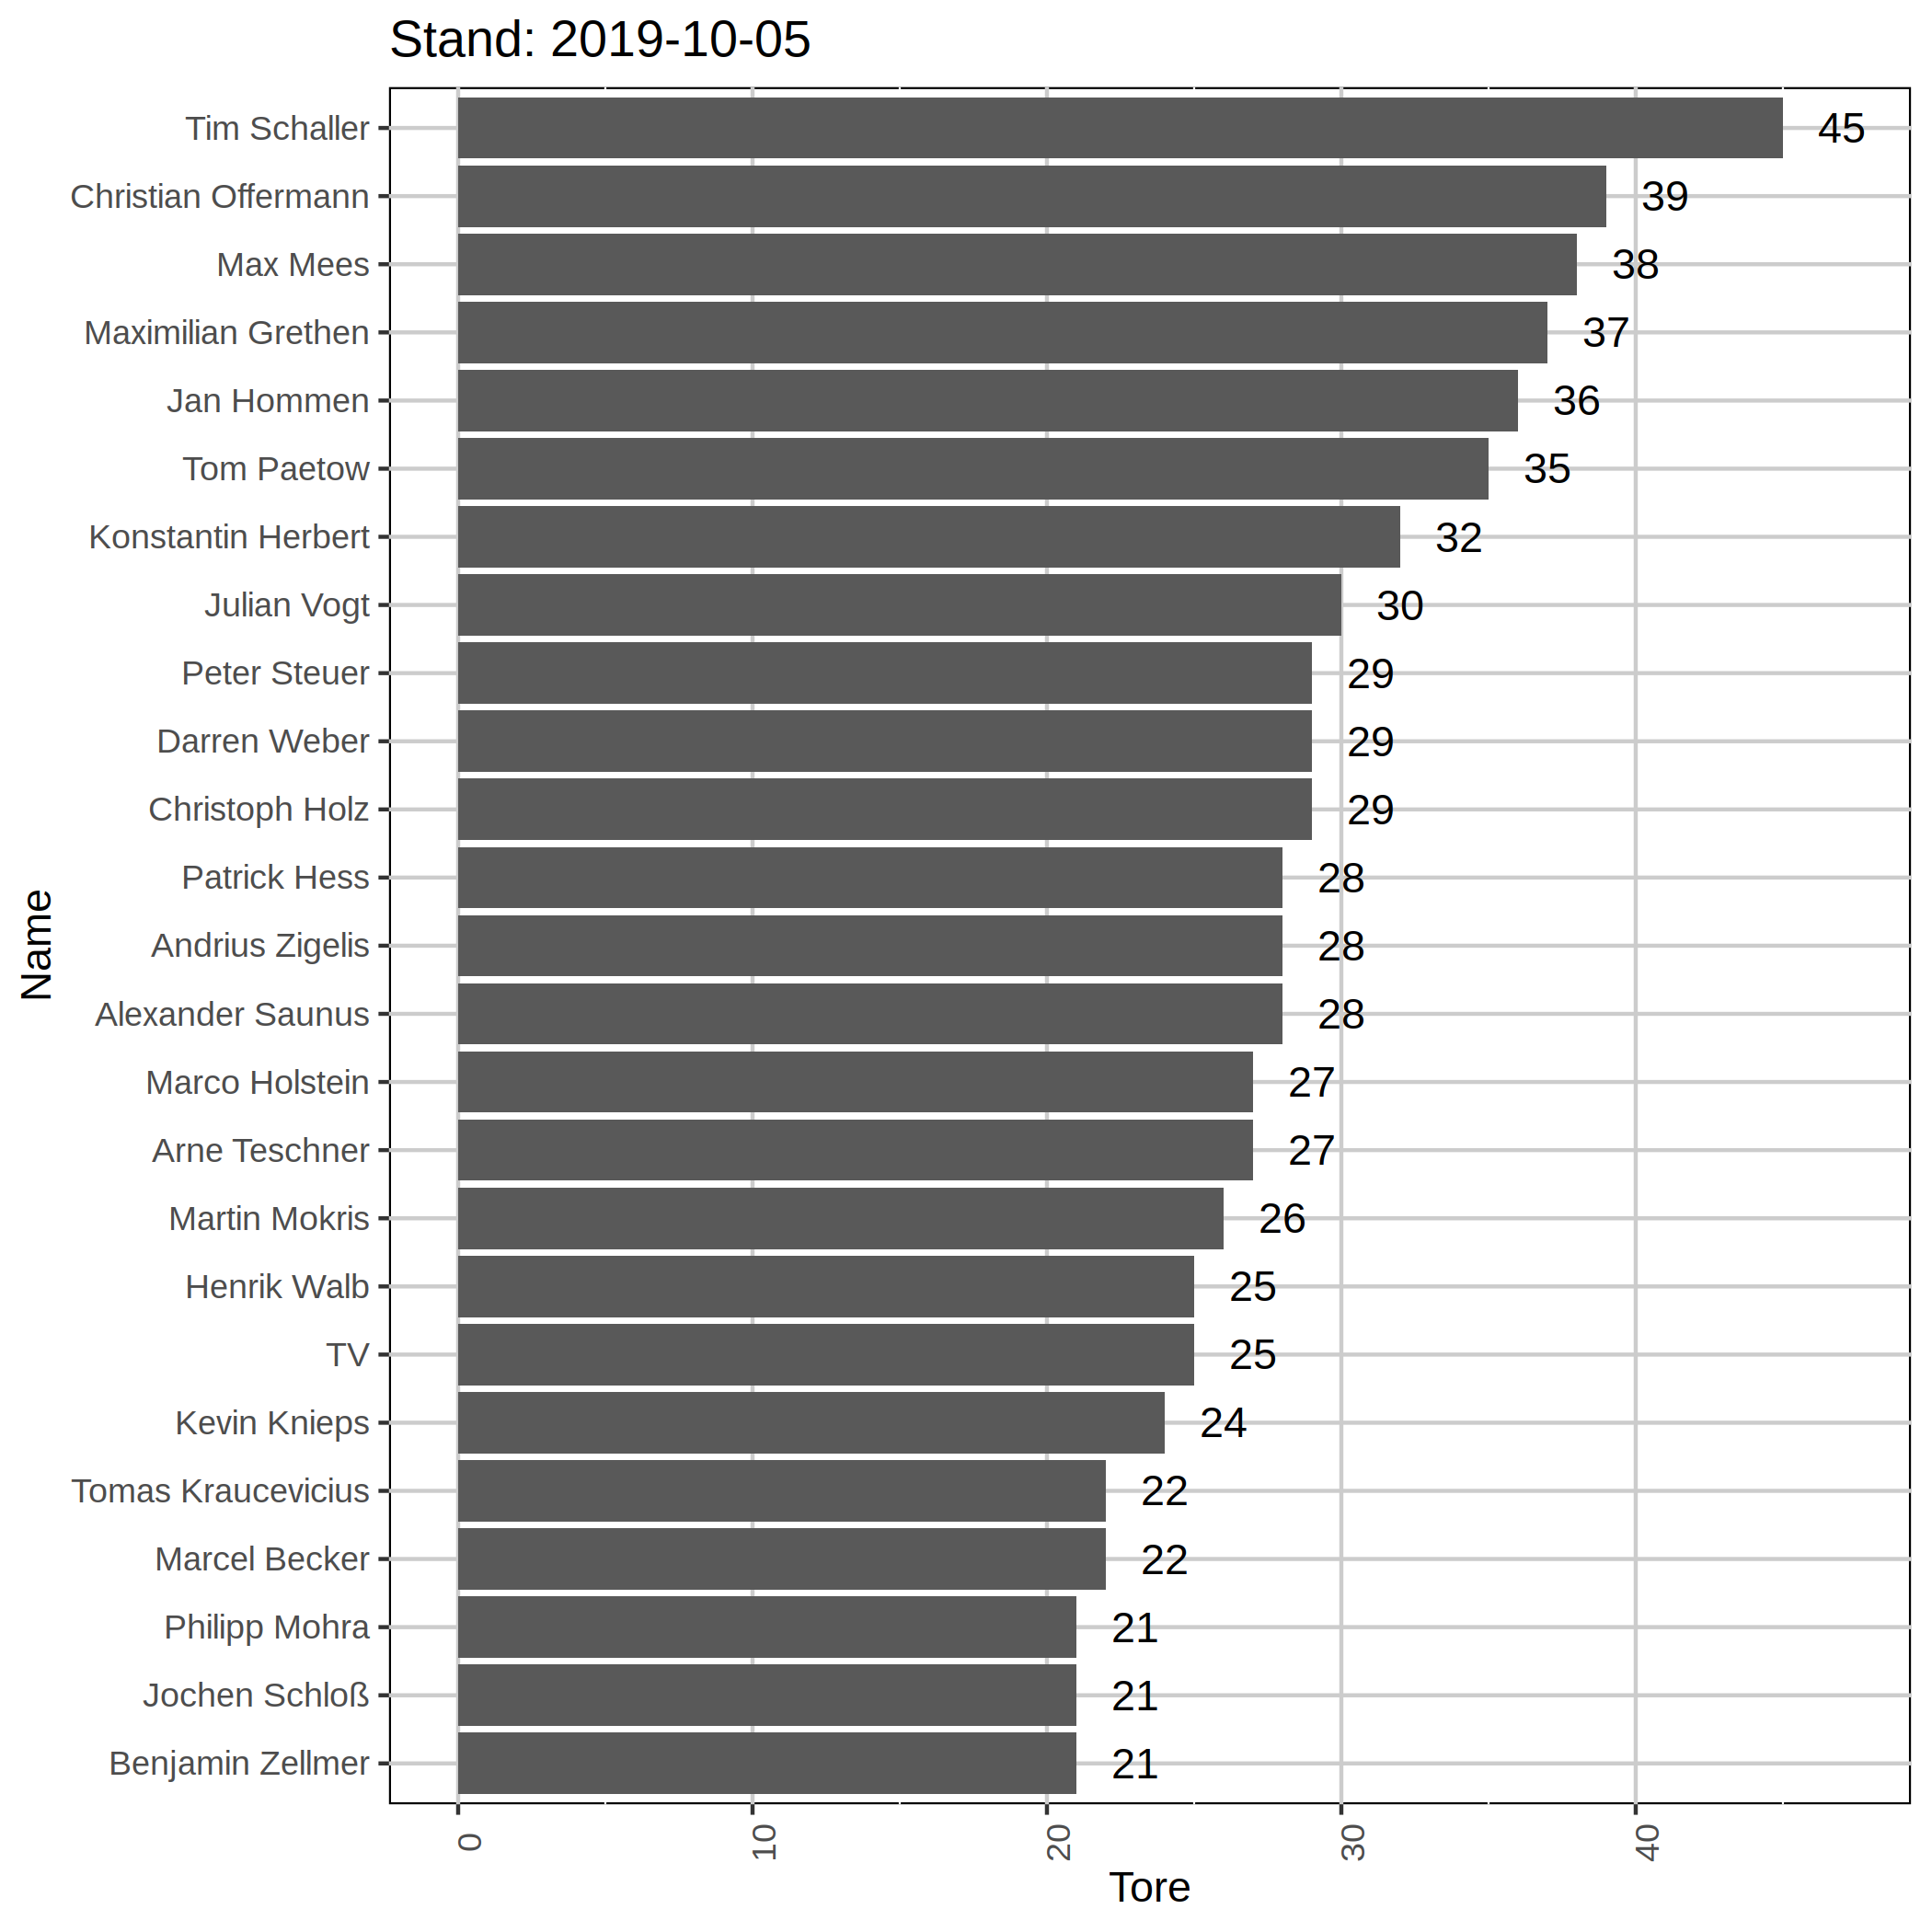 Stand: 2019-10-05
Tim Schaller 45
Christian Offermann 39
Max Mees 38
Maximilian Grethen 37
Jan Hommen 36
Tom Paetow 35
Konstantin Herbert 32
Julian Vogt 30
Peter Steuer 29
Darren Weber 29
Christoph Holz 29
Patrick Hess 28
Andrius Zigelis 28
Alexander Saunus 28
Marco Holstein 27
Arne Teschner 27
Martin Mokris 26
Henrik Walb 25
TV 25
Kevin Knieps 24
Tomas Kraucevicius 22
Marcel Becker 22
Philipp Mohra 21
Jochen Schloß 21
Benjamin Zellmer 21
Name
0 10 20 30 40
Tore